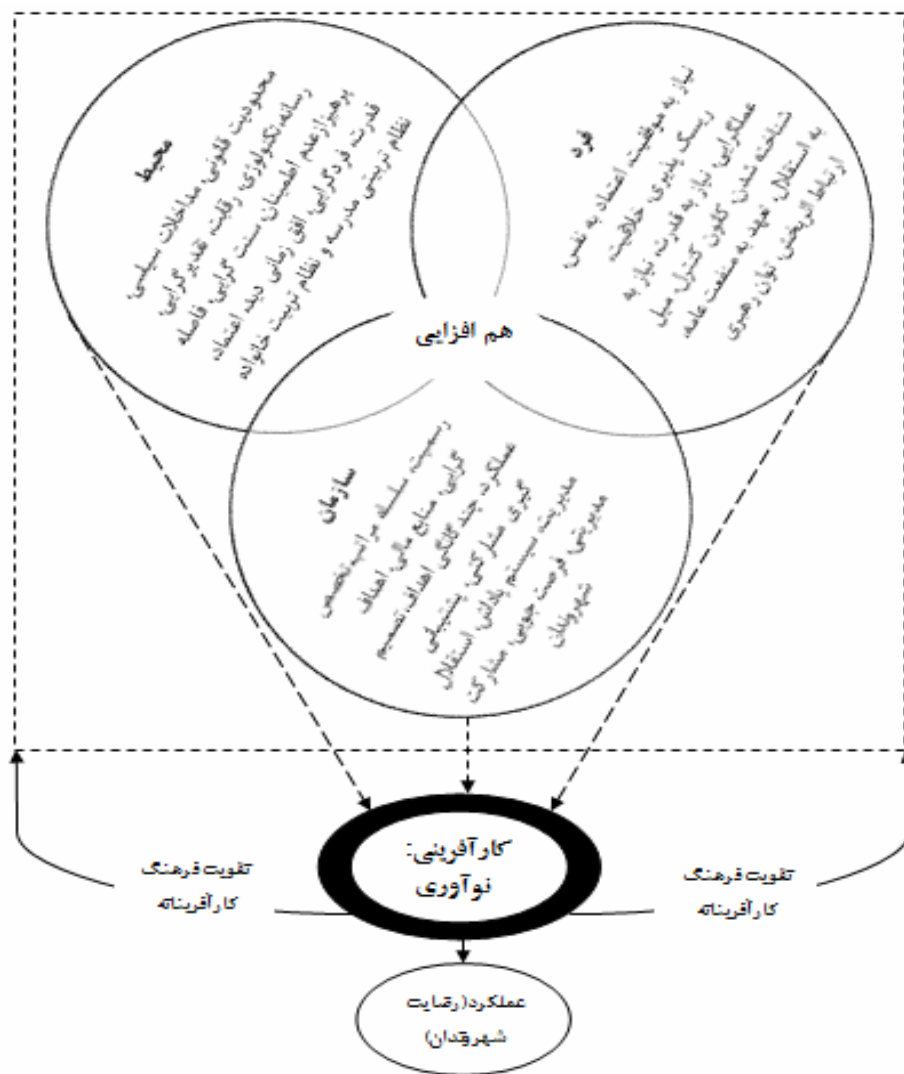 محیط
محدودیت قانونی، مداخلات سیاسی،
رسانه، تکنولوژی، رقابت، تقدیرگرایی،
پرهیز از عدم اطمینان، سنت گرایی، فاصله
قدرت، فردگرایی، افق زمانی دید، اعتماد،
نظام تربیتی مدرسه و نظام تربیت خانواده
فرد
نیاز به موفقیت، اعتماد به نفس،
ریسک پذیری، خلاقیت،
عملگرایی، نیاز به قدرت، نیاز به
شناخته شدن، کانون کنترل، میل
به استقلال، تعهد به منفعت عامه،
ارتباط اثربخش، توان رهبری
هم افزایی
سازمان
رسمیت، سلسله مراتب، تخصص
گرایی، منابع مالی، اهداف
عملکرد، چندگانگی اهداف، تصمیم
گیری مشارکتی، پشتیبانی
مدیریت، سیستم پاداش، استقلال
مدیریتی، فرصت جویی، مشارکت
شهروندان
کارآفرینی:
نوآوری
تقویت فرهنگ
کارآفرینانه
تقویت فرهنگ
کارآفرینانه
عملکرد(رضایت
شهروندان)